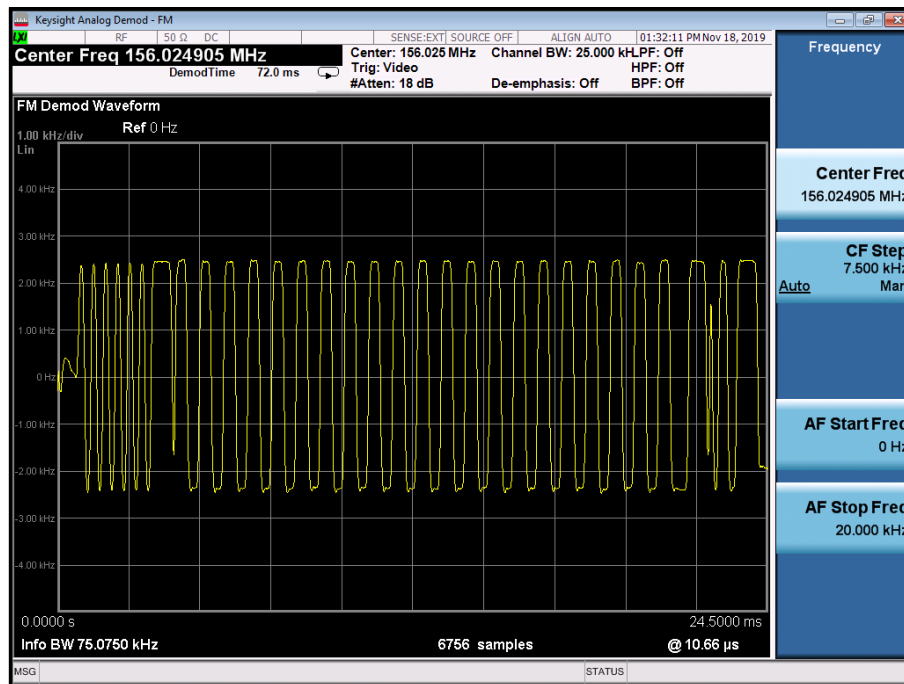 Keysight Analog Demod - FM
LXI RF 50 Ω DC SENSE:EXT SOURCE OFF ALIGN AUTO 01:32:11 PM Nov 18, 2019
Center Freq 156.024905 MHz
DemodTime 72.0 ms
Center: 156.025 MHz Channel BW: 25.000 kHz LPF: Off
Trig: Video HPF: Off
#Atten: 18 dB De-emphasis: Off BPF: Off
FM Demod Waveform
Ref 0 Hz
1.00 kHz/div
Lin
4.00 kHz
3.00 kHz
2.00 kHz
1.00 kHz
0 Hz
-1.00 kHz
-2.00 kHz
-3.00 kHz
-4.00 kHz
0.0000 s 24.5000 ms
Info BW 75.0750 kHz 6756 samples @ 10.66 µs
MSG STATUS
Frequency
Center Freq
156.024905 MHz
CF Step
7.500 kHz
Auto Man
AF Start Freq
0 Hz
AF Stop Freq
20.000 kHz